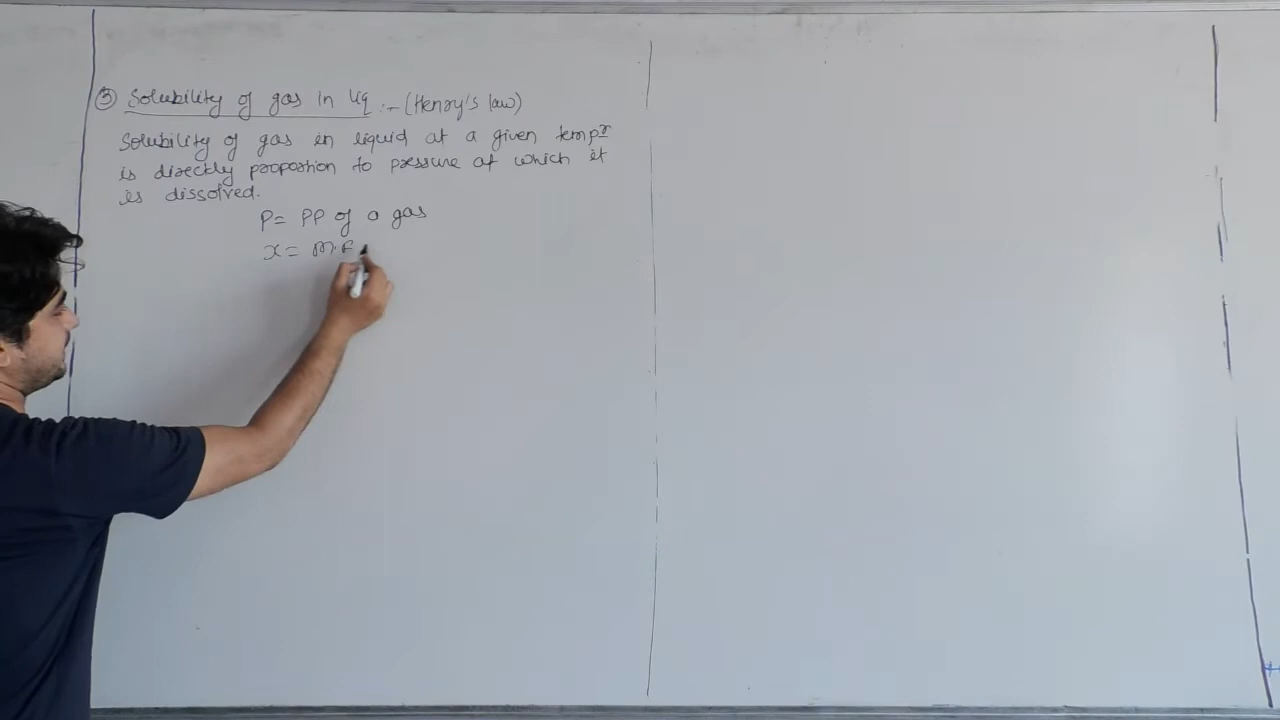 ③ Solubility of gas in liq :- (Henry's law)
Solubility of gas in liquid at a given tempr
is directly proportion to pressure at which it
is dissolved.
P = PP of a gas
x = m.F